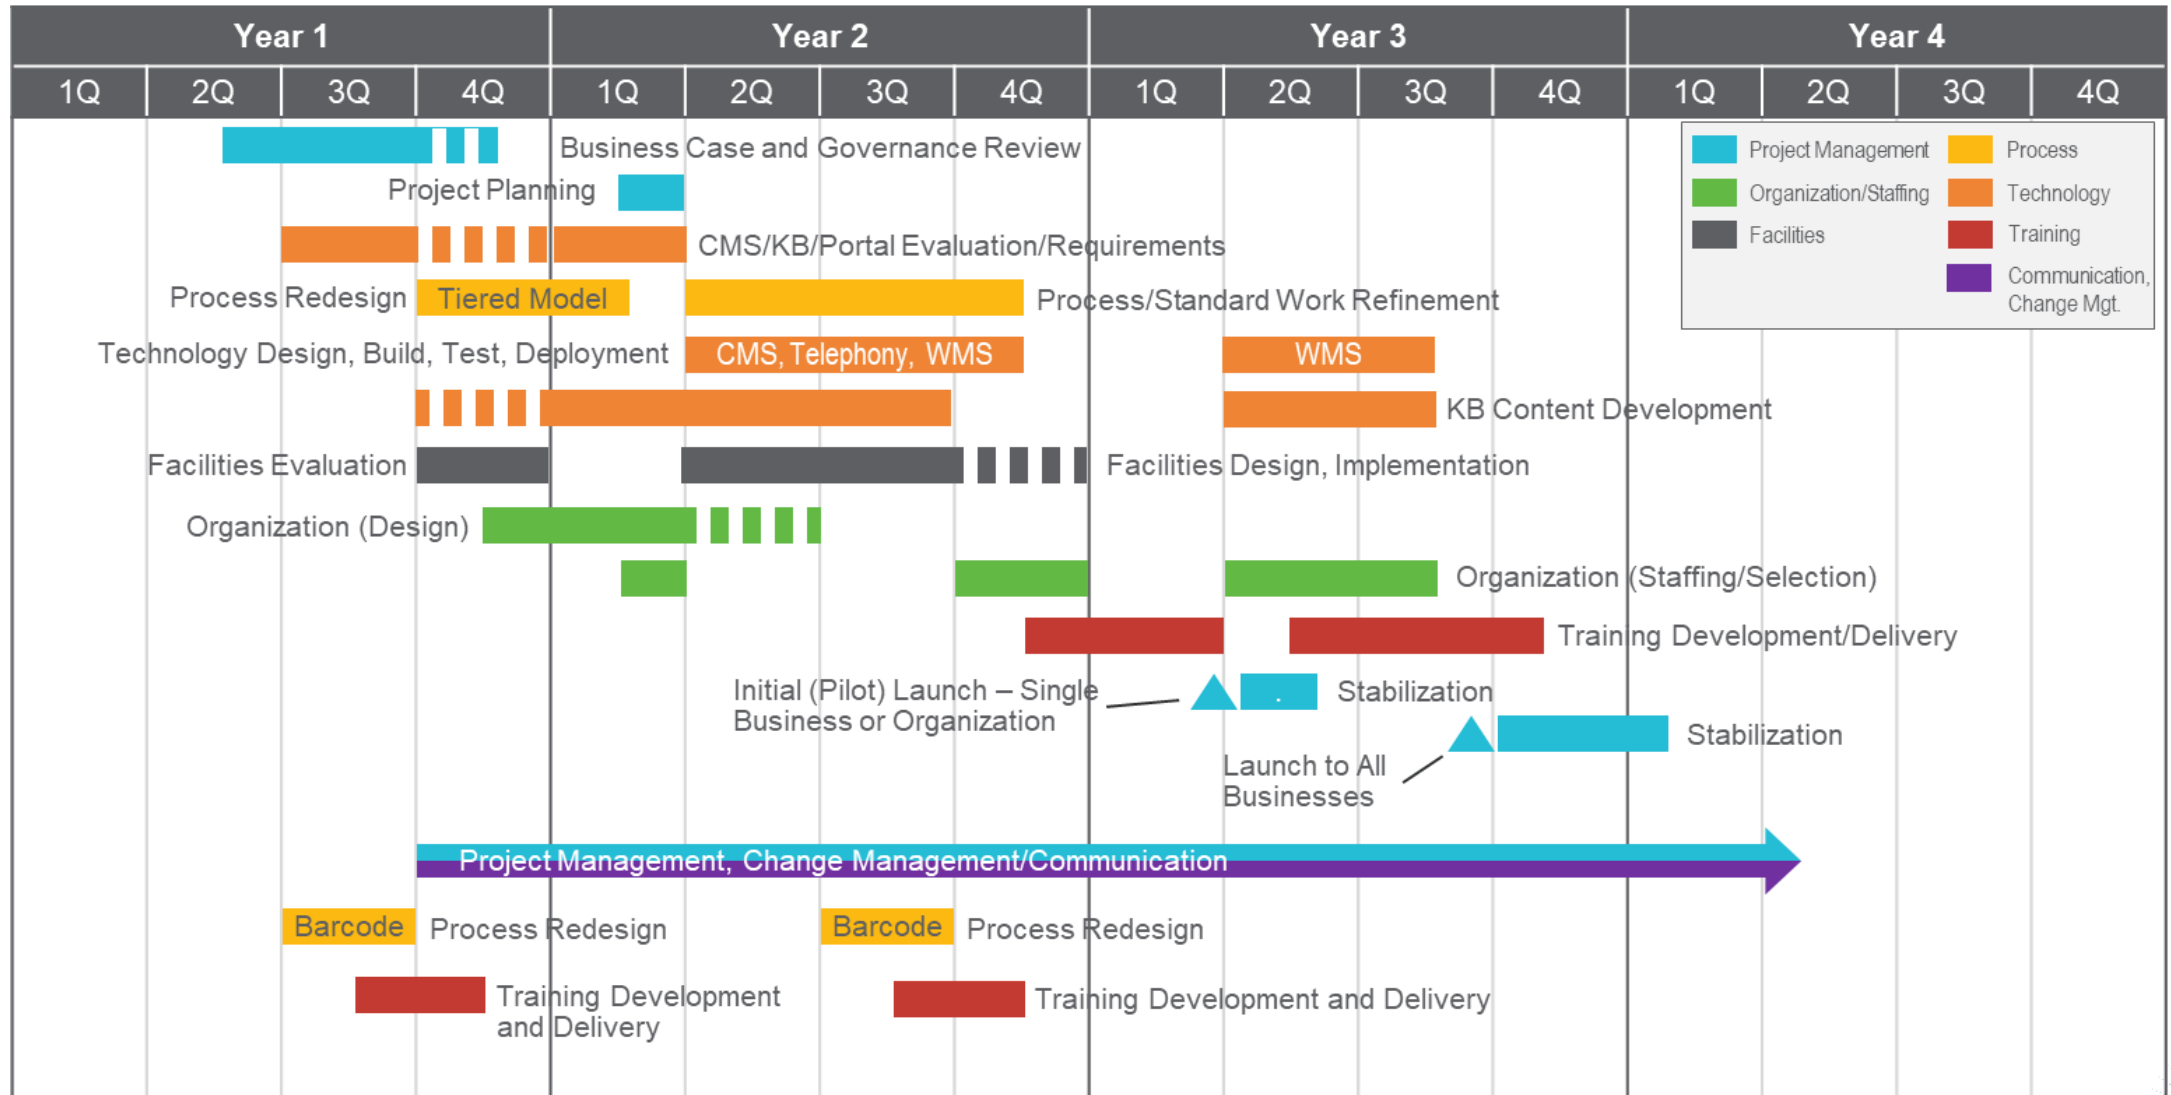 Year 1 Year 2 Year 3 Year 4
1Q 2Q 3Q 4Q 1Q 2Q 3Q 4Q 1Q 2Q 3Q 4Q 1Q 2Q 3Q 4Q
Business Case and Governance Review
Project Management Process
Project Planning
Organization/Staffing Technology
Facilities Training
Communication,
Change Mgt.
CMS/KB/Portal Evaluation/Requirements
Process Redesign Tiered Model Process/Standard Work Refinement
Technology Design, Build, Test, Deployment CMS, Telephony, WMS WMS
KB Content Development
Facilities Evaluation Facilities Design, Implementation
Organization (Design)
Organization (Staffing/Selection)
Training Development/Delivery
Initial (Pilot) Launch – Single
Business or Organization
. Stabilization
Stabilization
Launch to All
Businesses
Project Management, Change Management/Communication
Barcode Process Redesign Barcode Process Redesign
Training Development
and Delivery
Training Development and Delivery